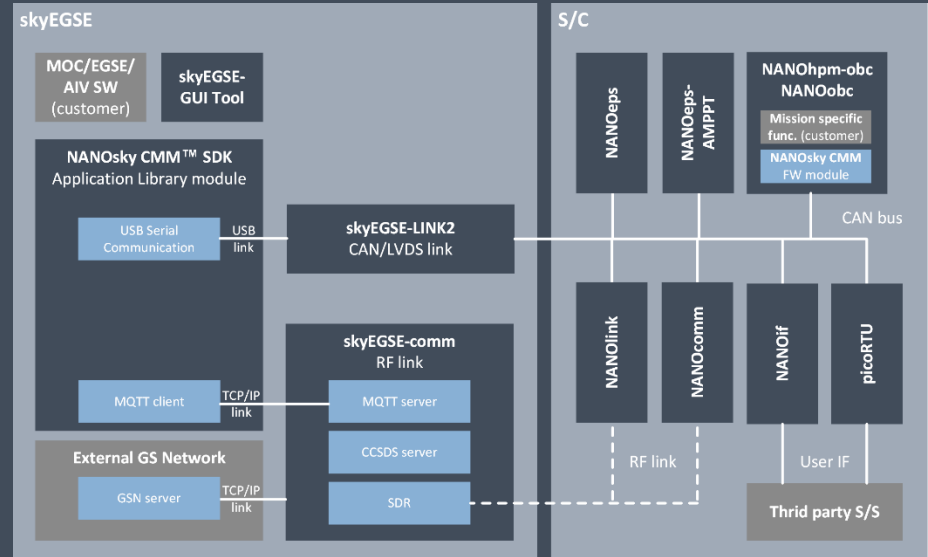 skyEGSE
MOC/EGSE/
AIV SW
(customer)
skyEGSE-
GUI Tool
NANOsky CMM™ SDK
Application Library module
USB Serial
Communication
USB
link
skyEGSE-LINK2
CAN/LVDS link
skyEGSE-comm
RF link
MQTT client
TCP/IP
link
MQTT server
CCSDS server
SDR
External GS Network
GSN server
TCP/IP
link
S/C
NANOeps
NANOeps-
AMPPT
NANOhpm-obc
NANOobc
Mission specific
func. (customer)
NANOsky CMM
FW module
CAN bus
NANOlink
NANOcomm
NANOif
picoRTU
RF link
User IF
Thrid party S/S